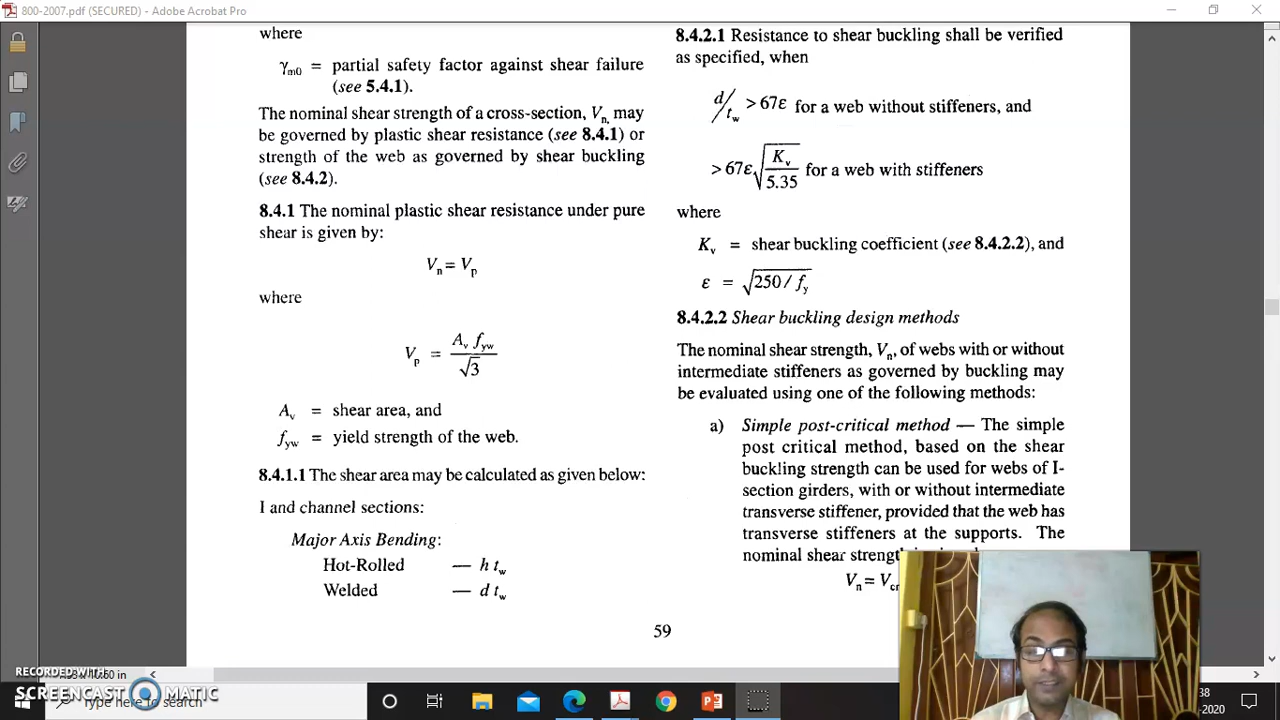 800-2007.pdf (SECURED) - Adobe Acrobat Pro
where
γm0 = partial safety factor against shear failure
(see 5.4.1).
The nominal shear strength of a cross-section, Vn, may
be governed by plastic shear resistance (see 8.4.1) or
strength of the web as governed by shear buckling
(see 8.4.2).
8.4.1 The nominal plastic shear resistance under pure
shear is given by:
Vn = Vp
where
Vp = Av fyw / √3
Av = shear area, and
fyw = yield strength of the web.
8.4.1.1 The shear area may be calculated as given below:
I and channel sections:
Major Axis Bending:
Hot-Rolled — h tw
Welded — d tw
8.4.2.1 Resistance to shear buckling shall be verified
as specified, when
d/tw > 67ε for a web without stiffeners, and
> 67ε √(Kv / 5.35) for a web with stiffeners
where
Kv = shear buckling coefficient (see 8.4.2.2), and
ε = √(250 / fy)
8.4.2.2 Shear buckling design methods
The nominal shear strength, Vn, of webs with or without
intermediate stiffeners as governed by buckling may
be evaluated using one of the following methods:
a) Simple post-critical method — The simple
post critical method, based on the shear
buckling strength can be used for webs of I-
section girders, with or without intermediate
transverse stiffener, provided that the web has
transverse stiffeners at the supports. The
nominal shear strength
Vn = Vcr
59
RECORDED WITH
SCREENCAST MATIC
Type here to search
38
-2020